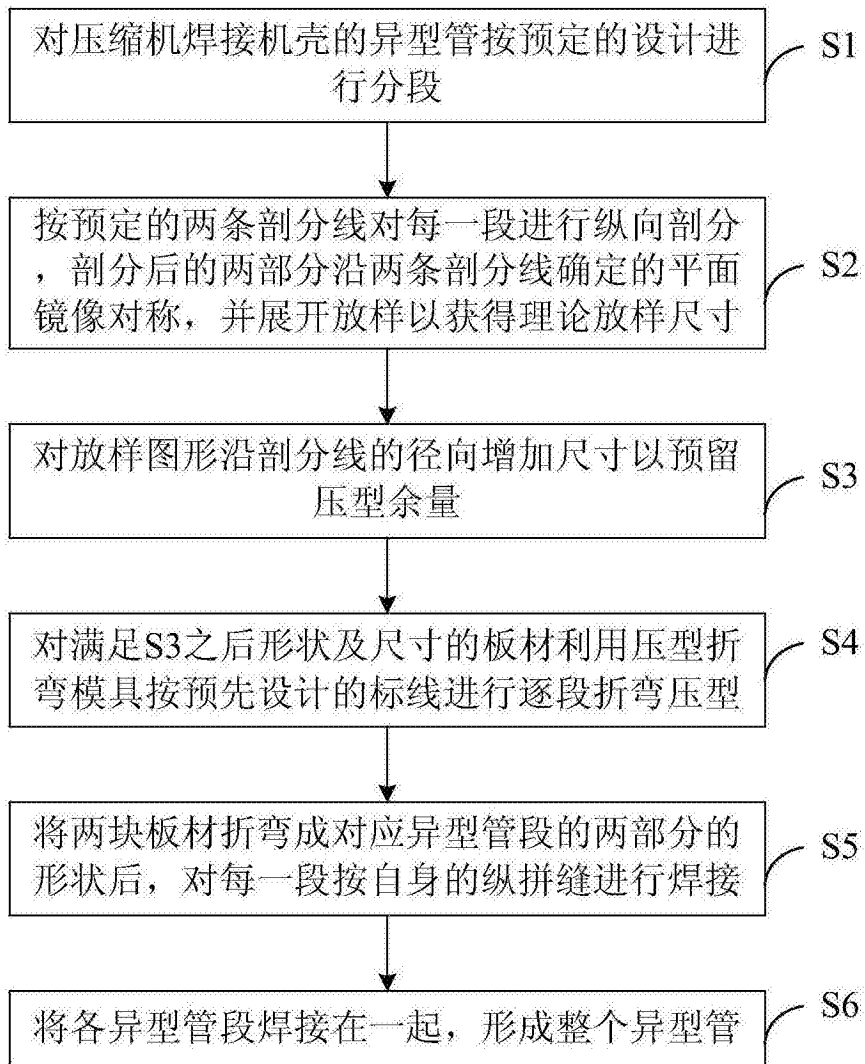 对压缩机焊接机壳的异型管按预定的设计进
行分段
S1
按预定的两条剖分线对每一段进行纵向剖分
，剖分后的两部分沿两条剖分线确定的平面
镜像对称，并展开放样以获得理论放样尺寸
S2
对放样图形沿剖分线的径向增加尺寸以预留
压型余量
S3
对满足S3之后形状及尺寸的板材利用压型折
弯模具按预先设计的标线进行逐段折弯压型
S4
将两块板材折弯成对应异型管段的两部分的
形状后，对每一段按自身的纵拼缝进行焊接
S5
将各异型管段焊接在一起，形成整个异型管
S6